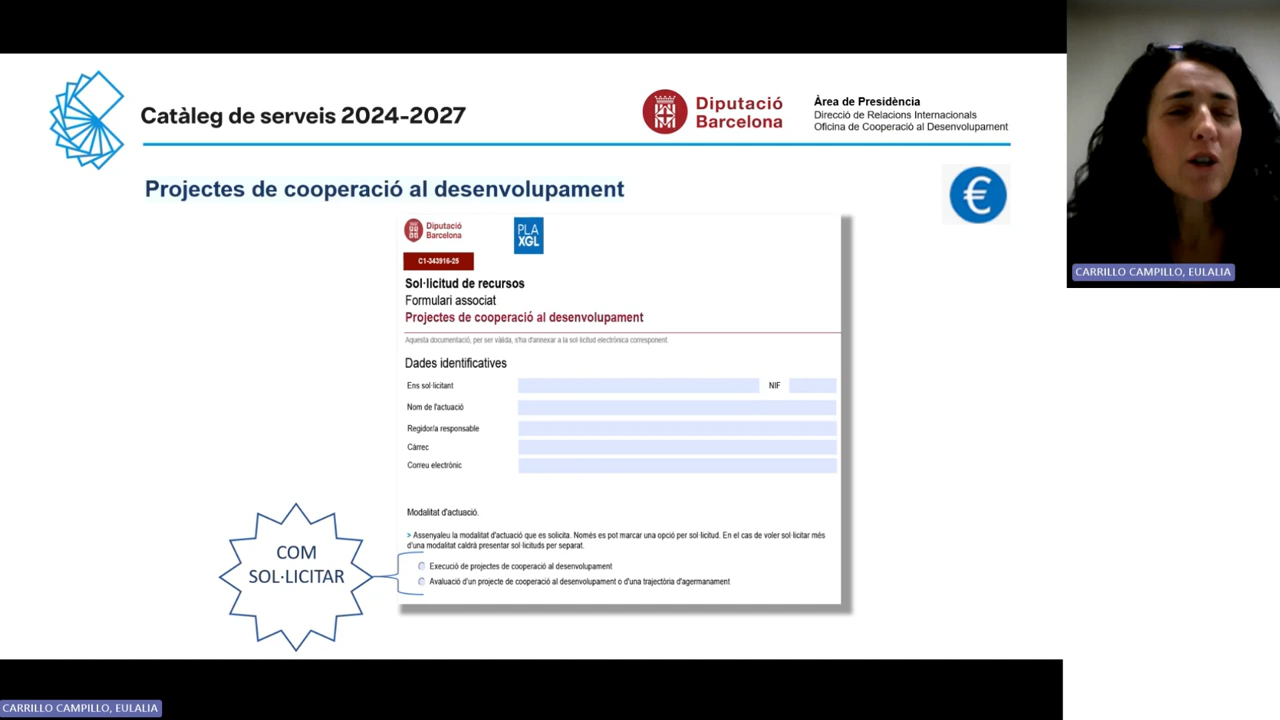 Catàleg de serveis 2024-2027
Diputació
Barcelona
Àrea de Presidència
Direcció de Relacions Internacionals
Oficina de Cooperació al Desenvolupament
Projectes de cooperació al desenvolupament
€
Diputació
Barcelona
PLA
XGL
C1-343916-25
Sol·licitud de recursos
Formulari associat
Projectes de cooperació al desenvolupament
Aquesta documentació, per ser vàlida, s'ha d'annexar a la sol·licitud electrònica corresponent.
Dades identificatives
Ens sol·licitant
NIF
Nom de l'actuació
Regidor/a responsable
Càrrec
Correu electrònic
Modalitat d'actuació.
> Assenyaleu la modalitat d'actuació que es sol·licita. Només es pot marcar una opció per sol·licitud. En el cas de voler sol·licitar més
d'una modalitat caldrà presentar sol·licituds per separat.
Execució de projectes de cooperació al desenvolupament
Avaluació d'un projecte de cooperació al desenvolupament o d'una trajectòria d'agermanament
COM
SOL·LICITAR
CARRILLO CAMPILLO, EULALIA
CARRILLO CAMPILLO, EULALIA